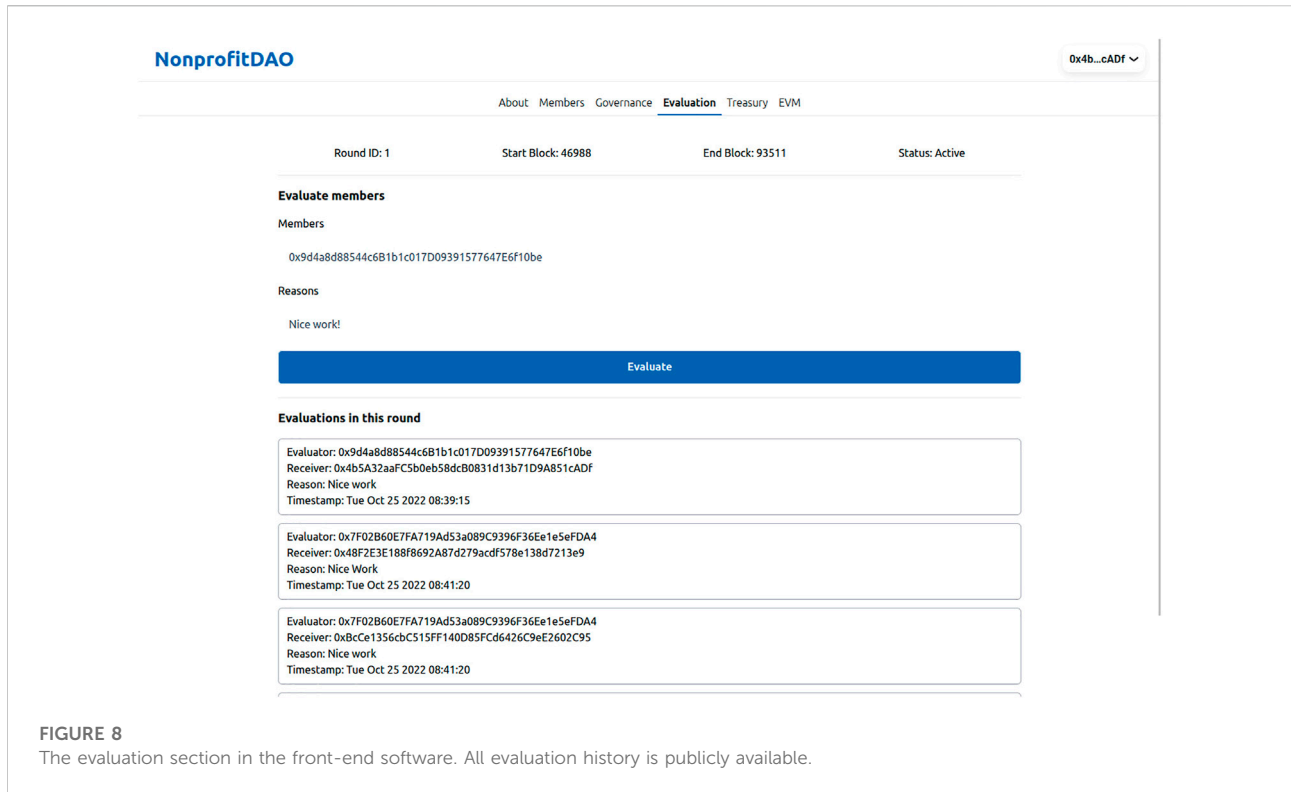 NonprofitDAO
0x4b...cADf
About Members Governance Evaluation Treasury EVM
Round ID: 1 Start Block: 46988 End Block: 93511 Status: Active
Evaluate members
Members
0x9d4a8d88544c6B1b1c017D09391577647E6f10be
Reasons
Nice work!
Evaluate
Evaluations in this round
Evaluator: 0x9d4a8d88544c6B1b1c017D09391577647E6f10be
Receiver: 0x4b5A32aaFC5b0eb58dcB0831d13b71D9A851cADf
Reason: Nice work
Timestamp: Tue Oct 25 2022 08:39:15
Evaluator: 0x7F02B60E7FA719Ad53a089C9396F36Ee1e5eFDA4
Receiver: 0x48F2E3E188f8692A87d279acdf578e138d7213e9
Reason: Nice Work
Timestamp: Tue Oct 25 2022 08:41:20
Evaluator: 0x7F02B60E7FA719Ad53a089C9396F36Ee1e5eFDA4
Receiver: 0xBcCe1356cbC515FF140D85FCd6426C9eE2602C95
Reason: Nice work
Timestamp: Tue Oct 25 2022 08:41:20
FIGURE 8
The evaluation section in the front-end software. All evaluation history is publicly available.